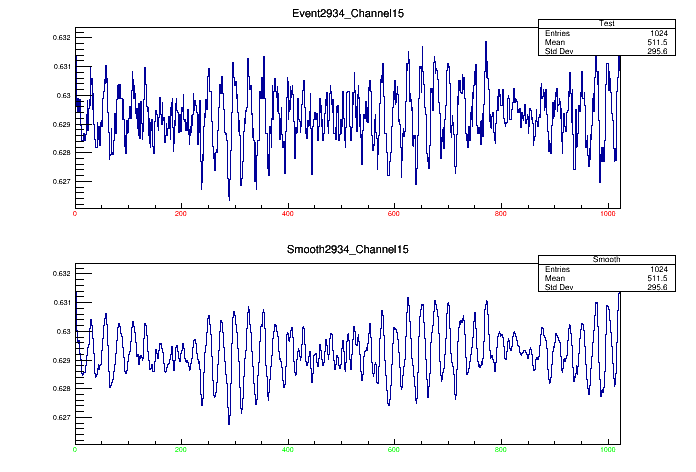 Event2934_Channel15
Test
Entries 1024
Mean 511.5
Std Dev 295.6
0.632
0.631
0.63
0.629
0.628
0.627
0 200 400 600 800 1000
Smooth2934_Channel15
Smooth
Entries 1024
Mean 511.5
Std Dev 295.6
0.632
0.631
0.63
0.629
0.628
0.627
0 200 400 600 800 1000